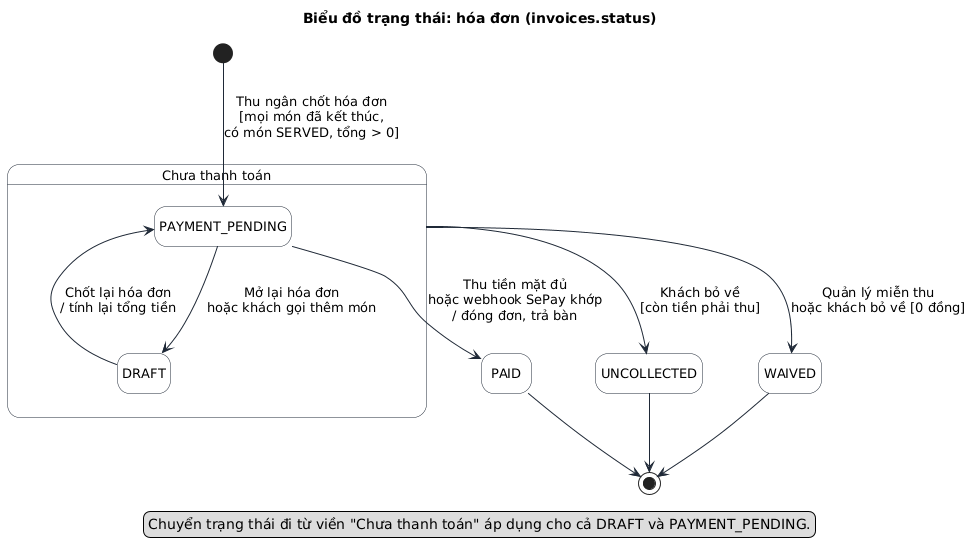 Biểu đồ trạng thái: hóa đơn (invoices.status)
Thu ngân chốt hóa đơn
[mọi món đã kết thúc,
có món SERVED, tổng > 0]
Chưa thanh toán
PAYMENT_PENDING
Chốt lại hóa đơn
/ tính lại tổng tiền
Mở lại hóa đơn
hoặc khách gọi thêm món
Thu tiền mặt đủ
hoặc webhook SePay khớp
/ đóng đơn, trả bàn
Khách bỏ về
[còn tiền phải thu]
Quản lý miễn thu
hoặc khách bỏ về [0 đồng]
DRAFT
PAID
UNCOLLECTED
WAIVED
Chuyển trạng thái đi từ viền "Chưa thanh toán" áp dụng cho cả DRAFT và PAYMENT_PENDING.